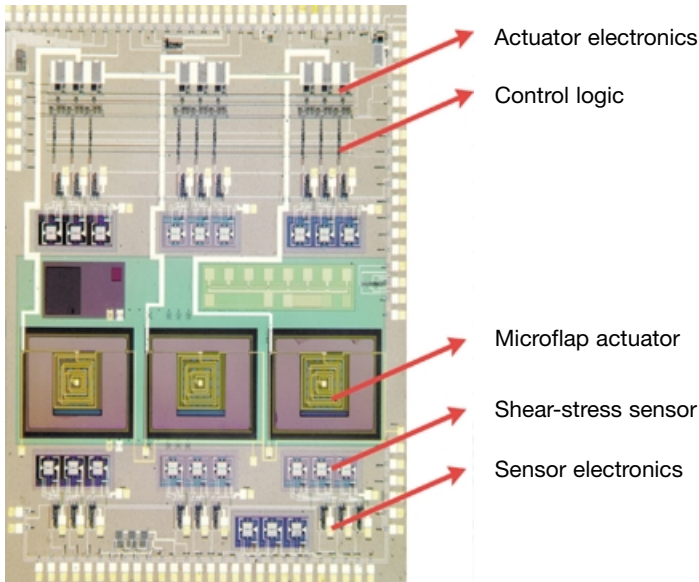 Actuator electronics
Control logic
Microflap actuator
Shear-stress sensor
Sensor electronics